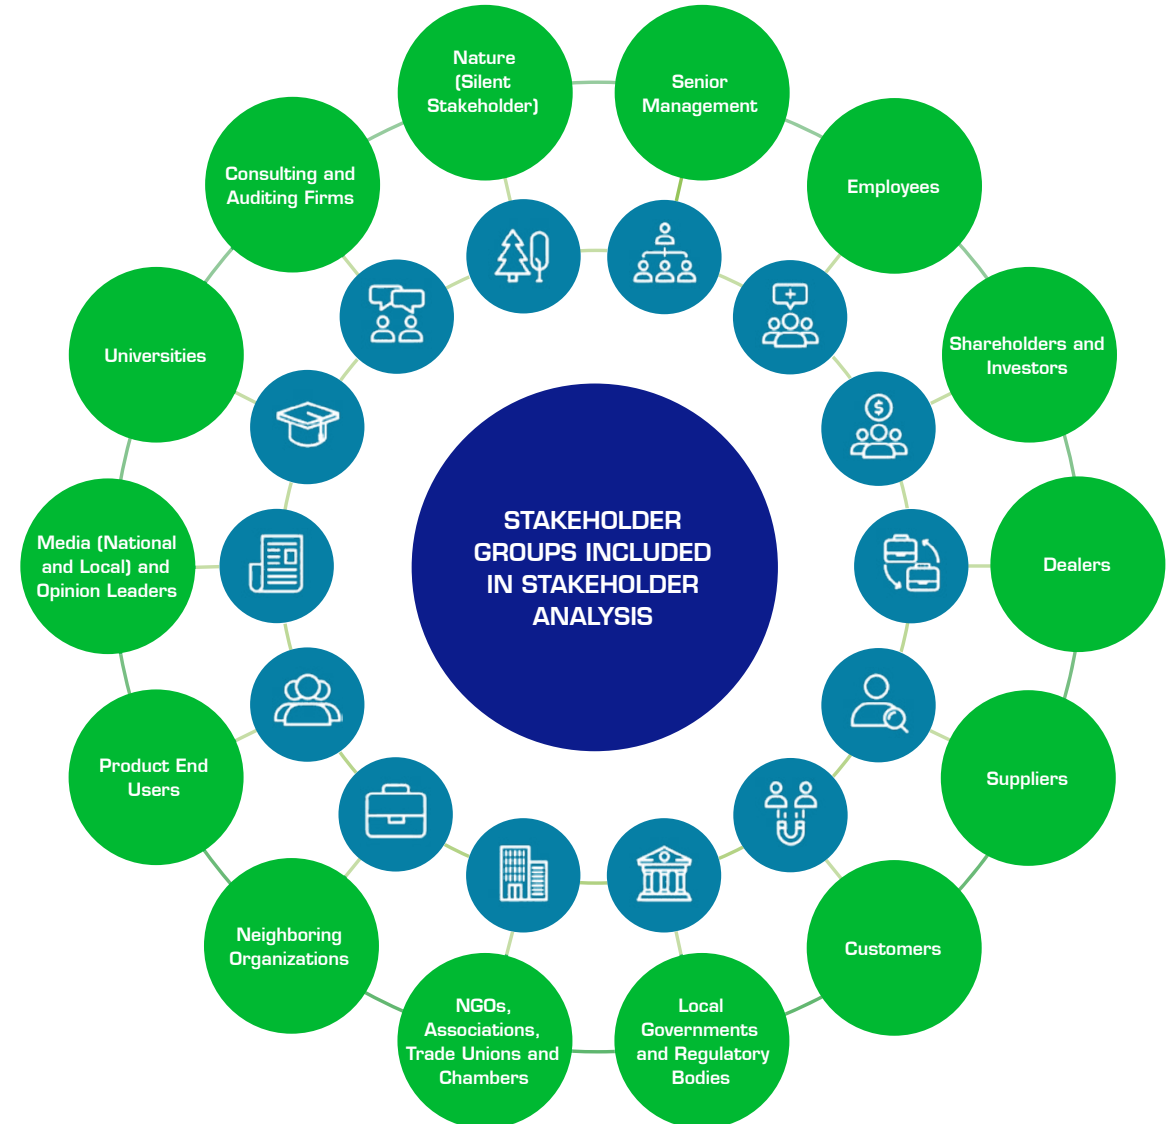 Nature
(Silent
Stakeholder)
Senior
Management
Employees
Shareholders and
Investors
Dealers
Suppliers
Customers
Local
Governments
and Regulatory
Bodies
NGOs,
Associations,
Trade Unions and
Chambers
Neighboring
Organizations
Product End
Users
Media (National
and Local) and
Opinion Leaders
Universities
Consulting and
Auditing Firms
STAKEHOLDER
GROUPS INCLUDED
IN STAKEHOLDER
ANALYSIS